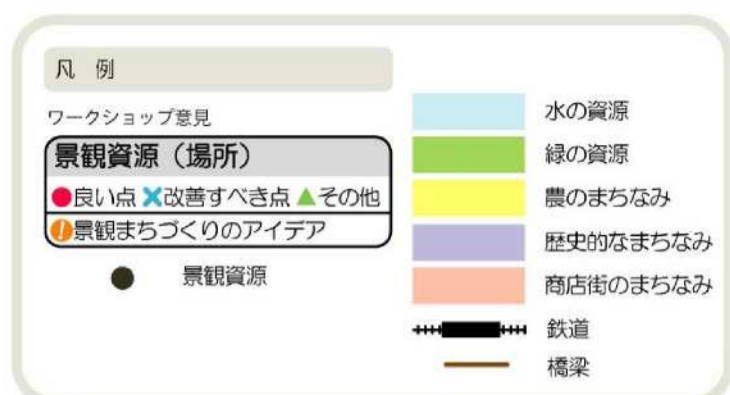 凡 例
ワークショップ意見
景観資源（場所）
●良い点 ✖改善すべき点 ▲その他
!景観まちづくりのアイデア
● 景観資源
水の資源
緑の資源
農のまちなみ
歴史的なまちなみ
商店街のまちなみ
鉄道
橋梁